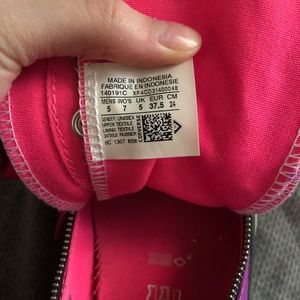 MADE IN INDONESIA
FABRIQUE EN INDONESIE
140191C XP4CD31400048
MENS WO'S UK EUR CM
5 7 5 37.5 24
GENDER: UNISEX
UPPER: TEXTILE
LINING: TEXTILE
OUTSOLE: RUBBER